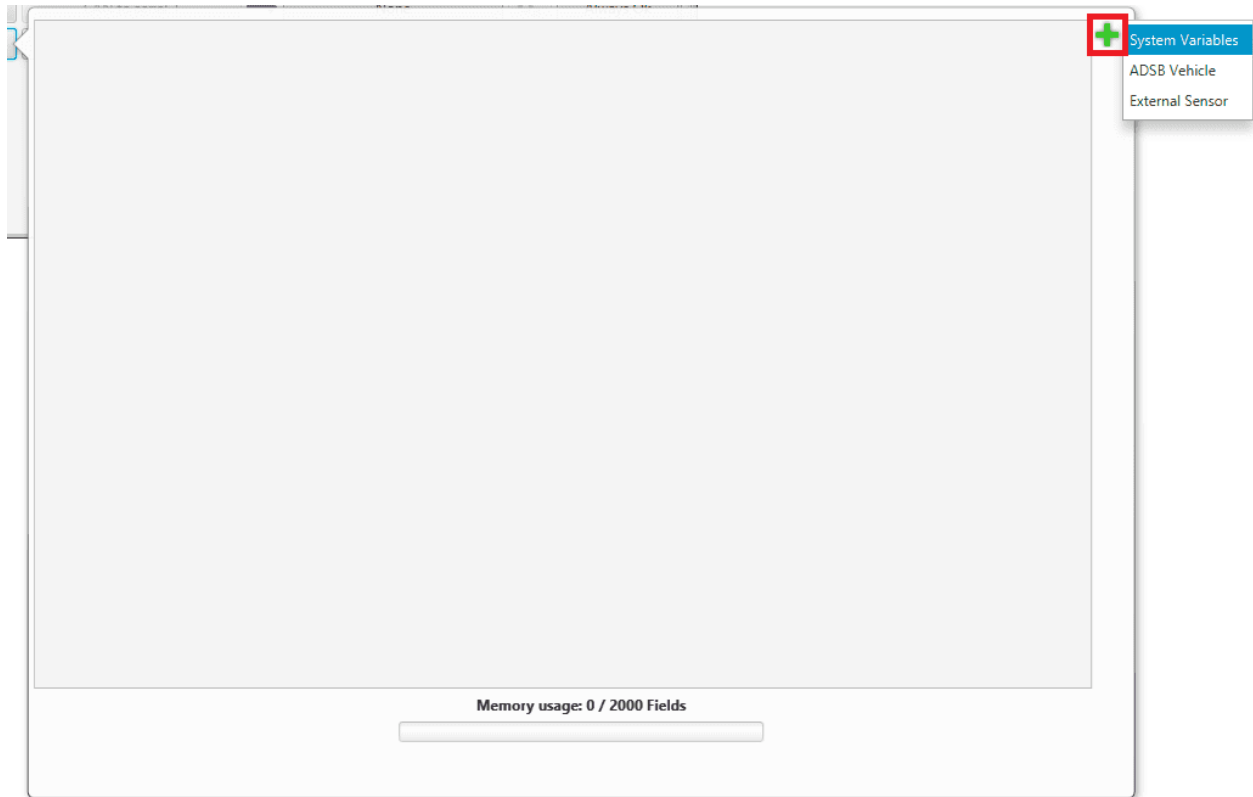 System Variables
ADSB Vehicle
External Sensor
Memory usage: 0 / 2000 Fields